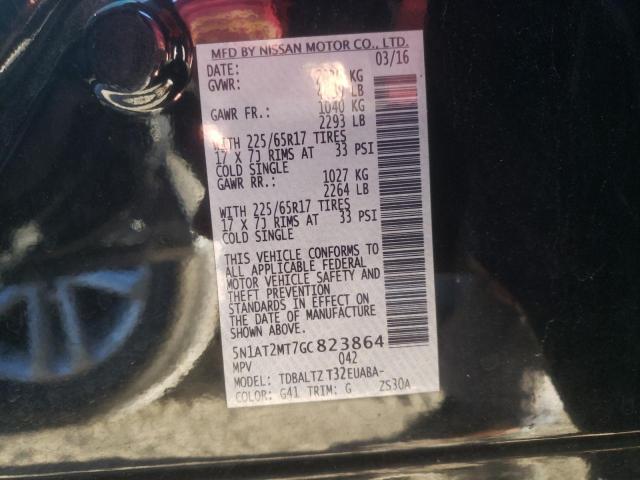 MFD BY NISSAN MOTOR CO., LTD.
DATE: 03/16
GVWR: KG
LB
GAWR FR.: 1040 KG
2293 LB
WITH 225/65R17 TIRES
17 X 7J RIMS AT 33 PSI
COLD SINGLE
GAWR RR.: 1027 KG
2264 LB
WITH 225/65R17 TIRES
17 X 7J RIMS AT 33 PSI
COLD SINGLE
THIS VEHICLE CONFORMS TO
ALL APPLICABLE FEDERAL
MOTOR VEHICLE SAFETY AND
THEFT PREVENTION
STANDARDS IN EFFECT ON
THE DATE OF MANUFACTURE
SHOWN ABOVE.
5N1AT2MT7GC823864
MPV 042
MODEL: TDBALTZ T32EUABA-
COLOR: G41 TRIM: G ZS30A